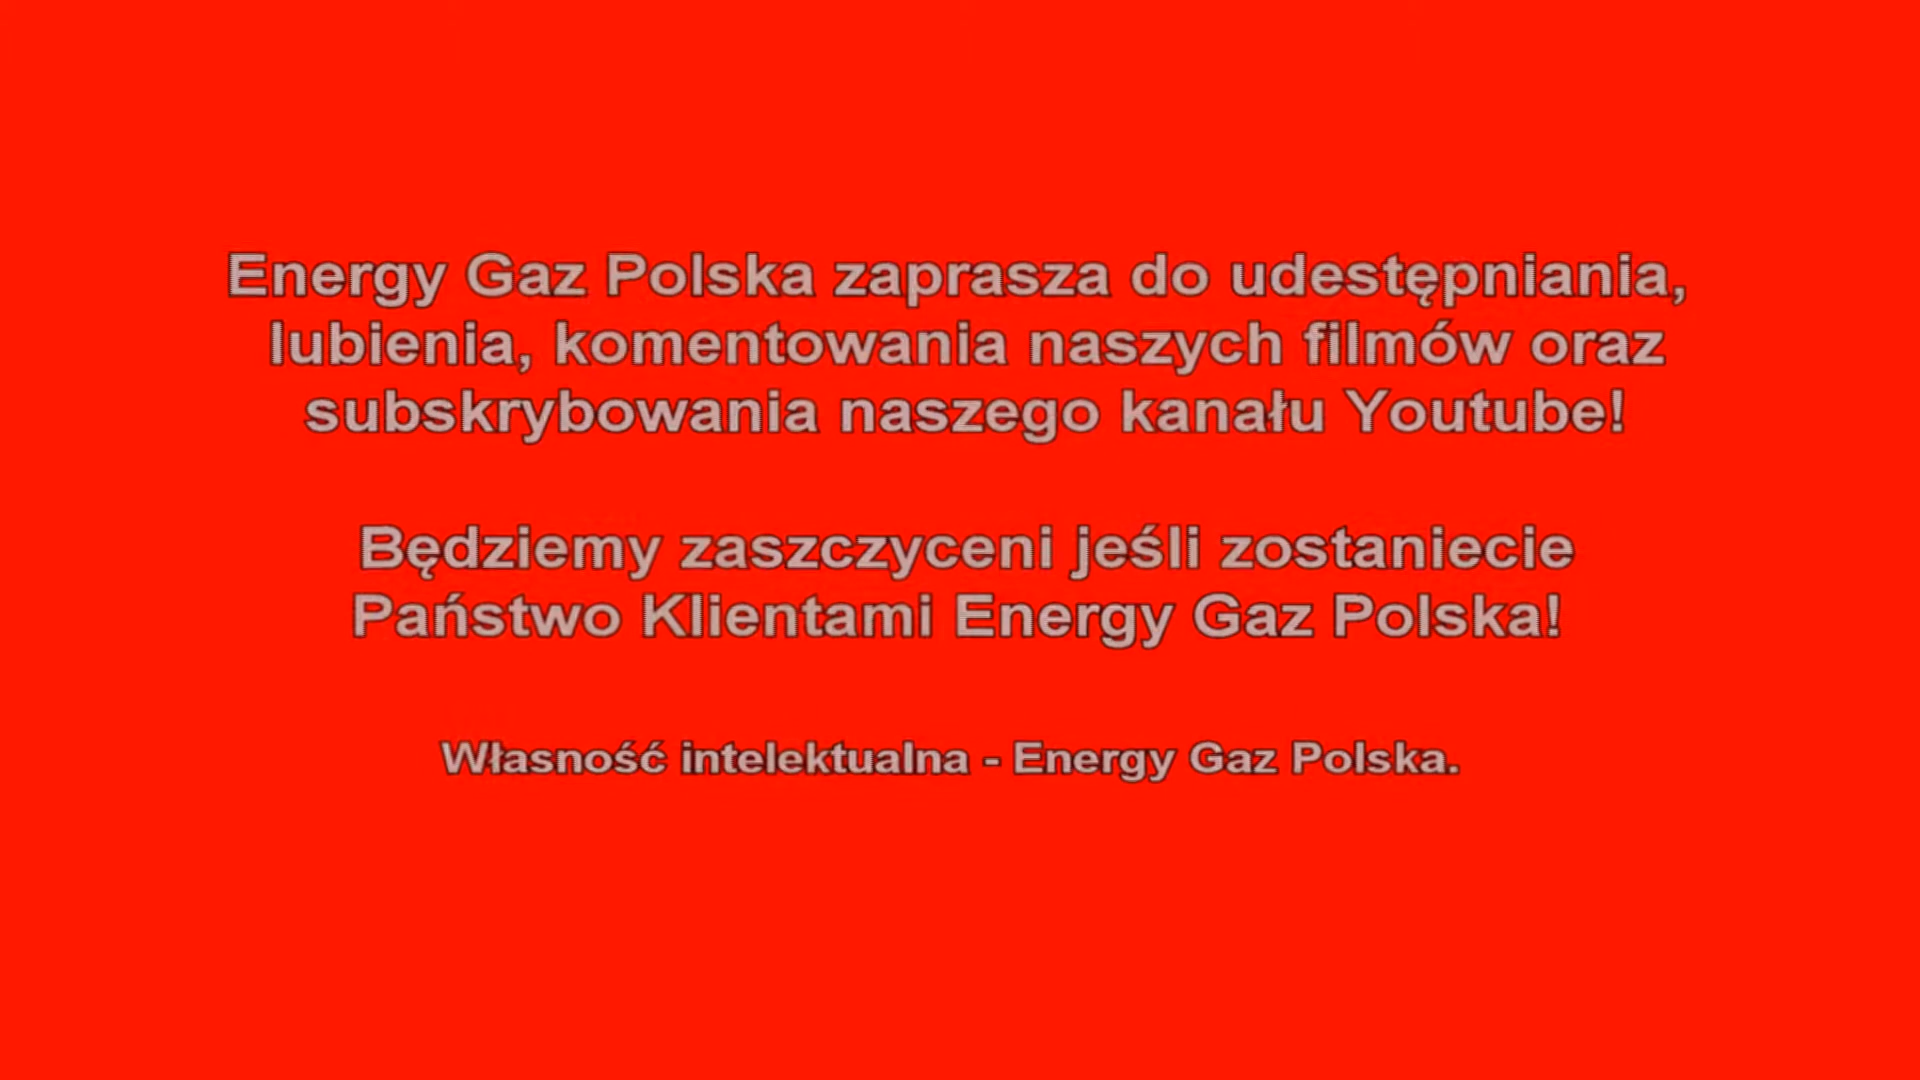 Energy Gaz Polska zaprasza do udestępniania,
lubienia, komentowania naszych filmów oraz
subskrybowania naszego kanału Youtube!
Będziemy zaszczyceni jeśli zostaniecie
Państwo Klientami Energy Gaz Polska!
Własność intelektualna - Energy Gaz Polska.